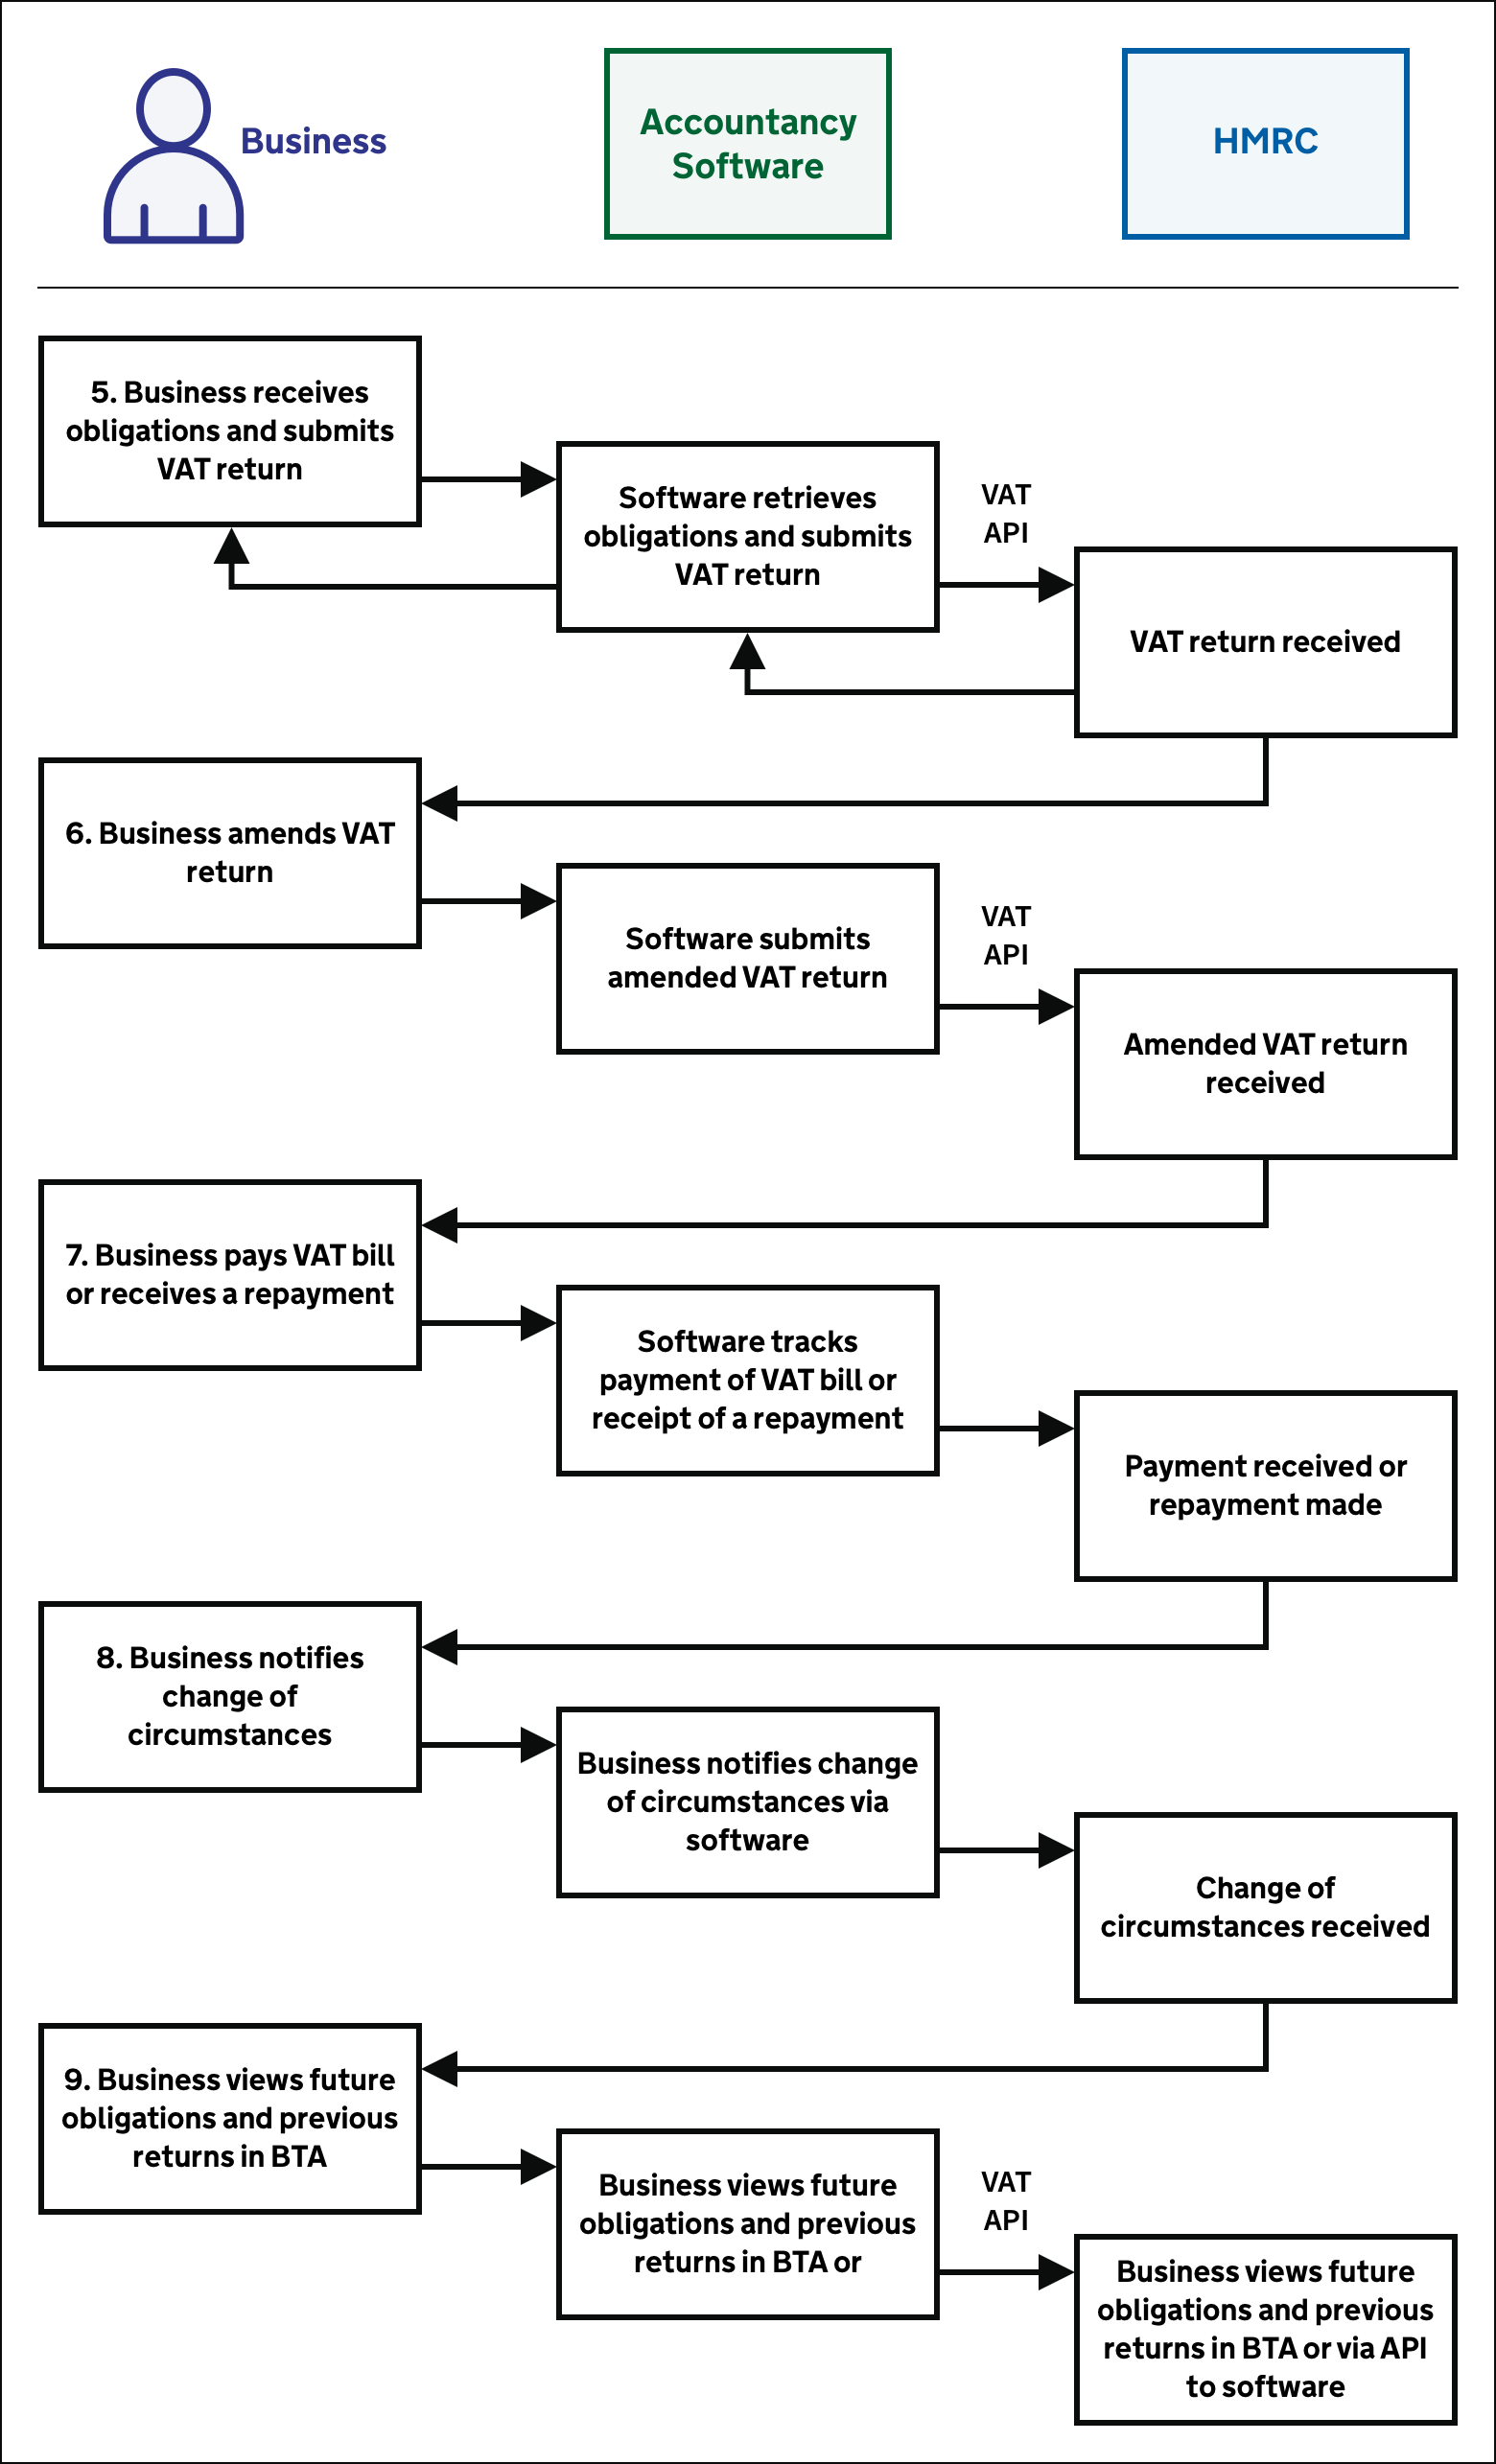 Business
Accountancy
Software
HMRC
5. Business receives
obligations and submits
VAT return
Software retrieves
obligations and submits
VAT return
VAT
API
VAT return received
6. Business amends VAT
return
Software submits
amended VAT return
VAT
API
Amended VAT return
received
7. Business pays VAT bill
or receives a repayment
Software tracks
payment of VAT bill or
receipt of a repayment
Payment received or
repayment made
8. Business notifies
change of
circumstances
Business notifies change
of circumstances via
software
Change of
circumstances received
9. Business views future
obligations and previous
returns in BTA
Business views future
obligations and previous
returns in BTA or
VAT
API
Business views future
obligations and previous
returns in BTA or via API
to software